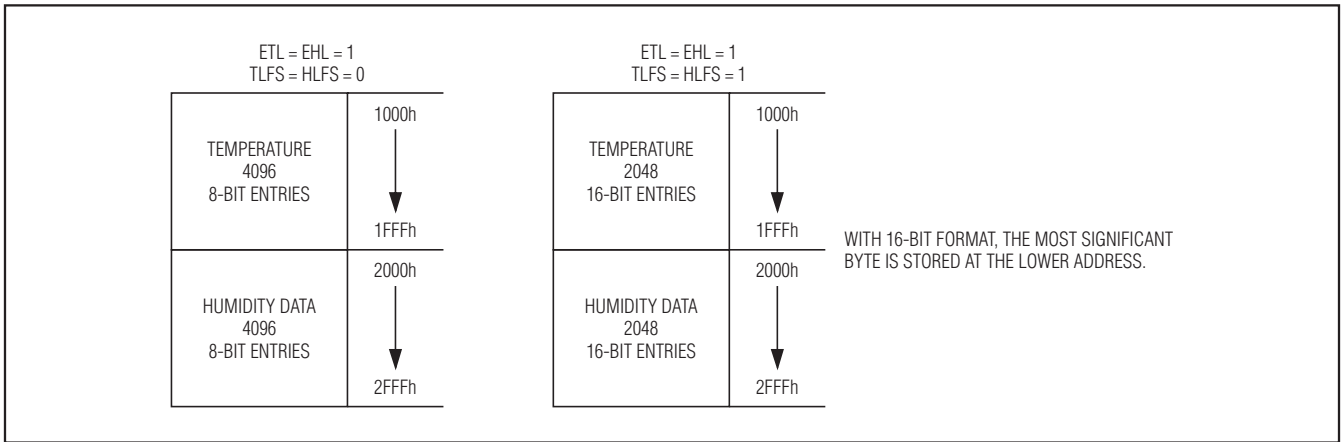 ETL = EHL = 1
TLFS = HLFS = 0
TEMPERATURE
4096
8-BIT ENTRIES
1000h
1FFFh
HUMIDITY DATA
4096
8-BIT ENTRIES
2000h
2FFFh
ETL = EHL = 1
TLFS = HLFS = 1
TEMPERATURE
2048
16-BIT ENTRIES
1000h
1FFFh
HUMIDITY DATA
2048
16-BIT ENTRIES
2000h
2FFFh
WITH 16-BIT FORMAT, THE MOST SIGNIFICANT
BYTE IS STORED AT THE LOWER ADDRESS.